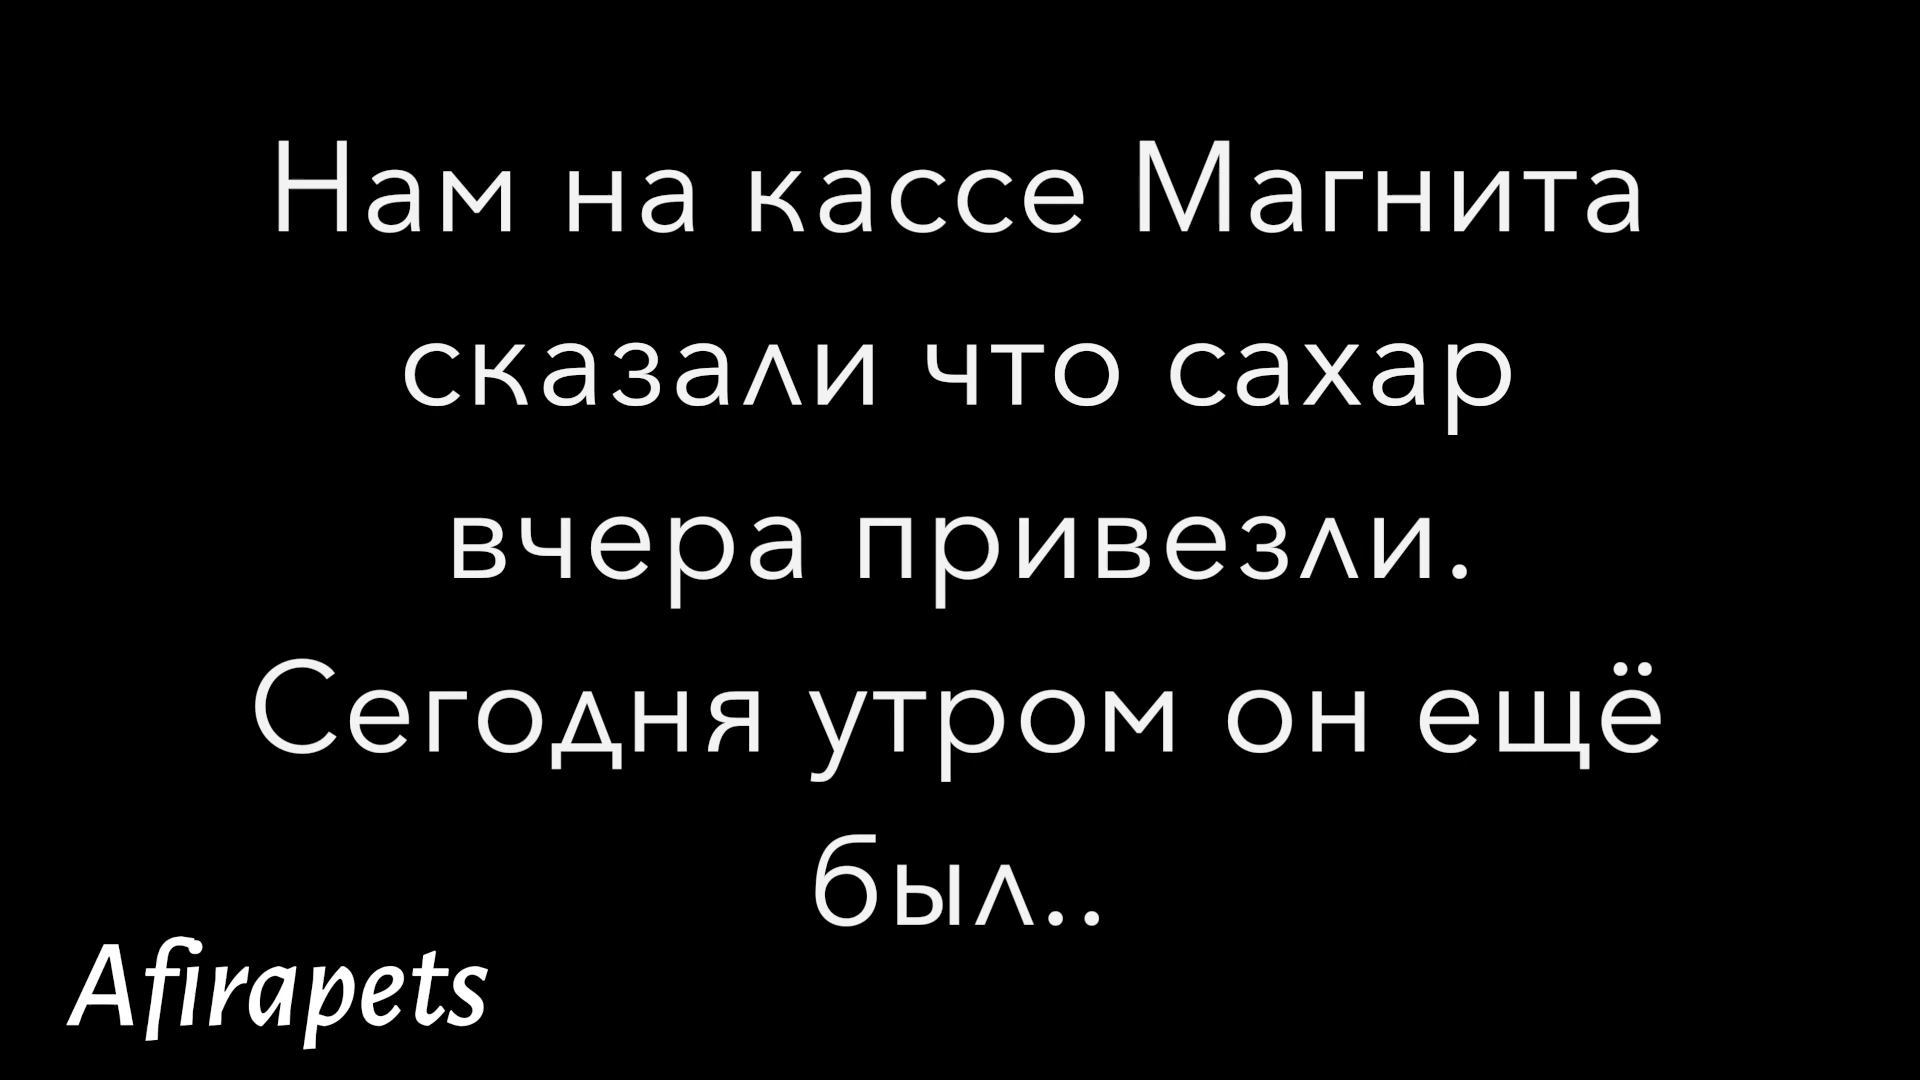 Нам на кассе Магнита
сказали что сахар
вчера привезли.
Сегодня утром он ещё
был..
Afirapets